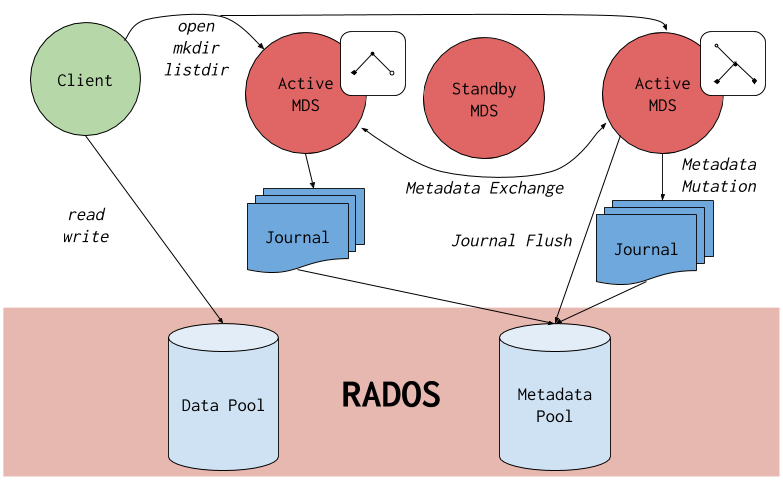 Client
open
mkdir
listdir
Active
MDS
Standby
MDS
Active
MDS
Metadata Exchange
Metadata
Mutation
read
write
Journal
Journal Flush
Journal
Data Pool
RADOS
Metadata
Pool